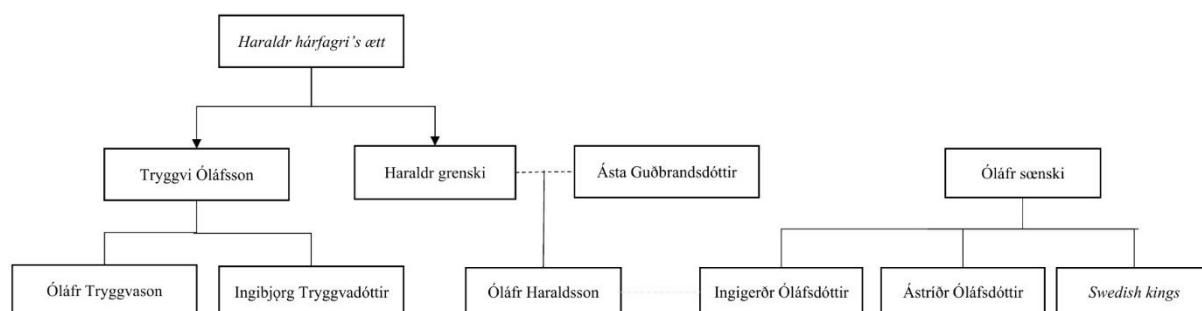 Haraldr hárfagri’s ætt
Tryggvi Óláfsson
Haraldr grenski
Ásta Guðbrandsdóttir
Óláfr sœnski
Óláfr Tryggvason
Ingibjǫrg Tryggvadóttir
Óláfr Haraldsson
Ingigerðr Óláfsdóttir
Ástríðr Óláfsdóttir
Swedish kings